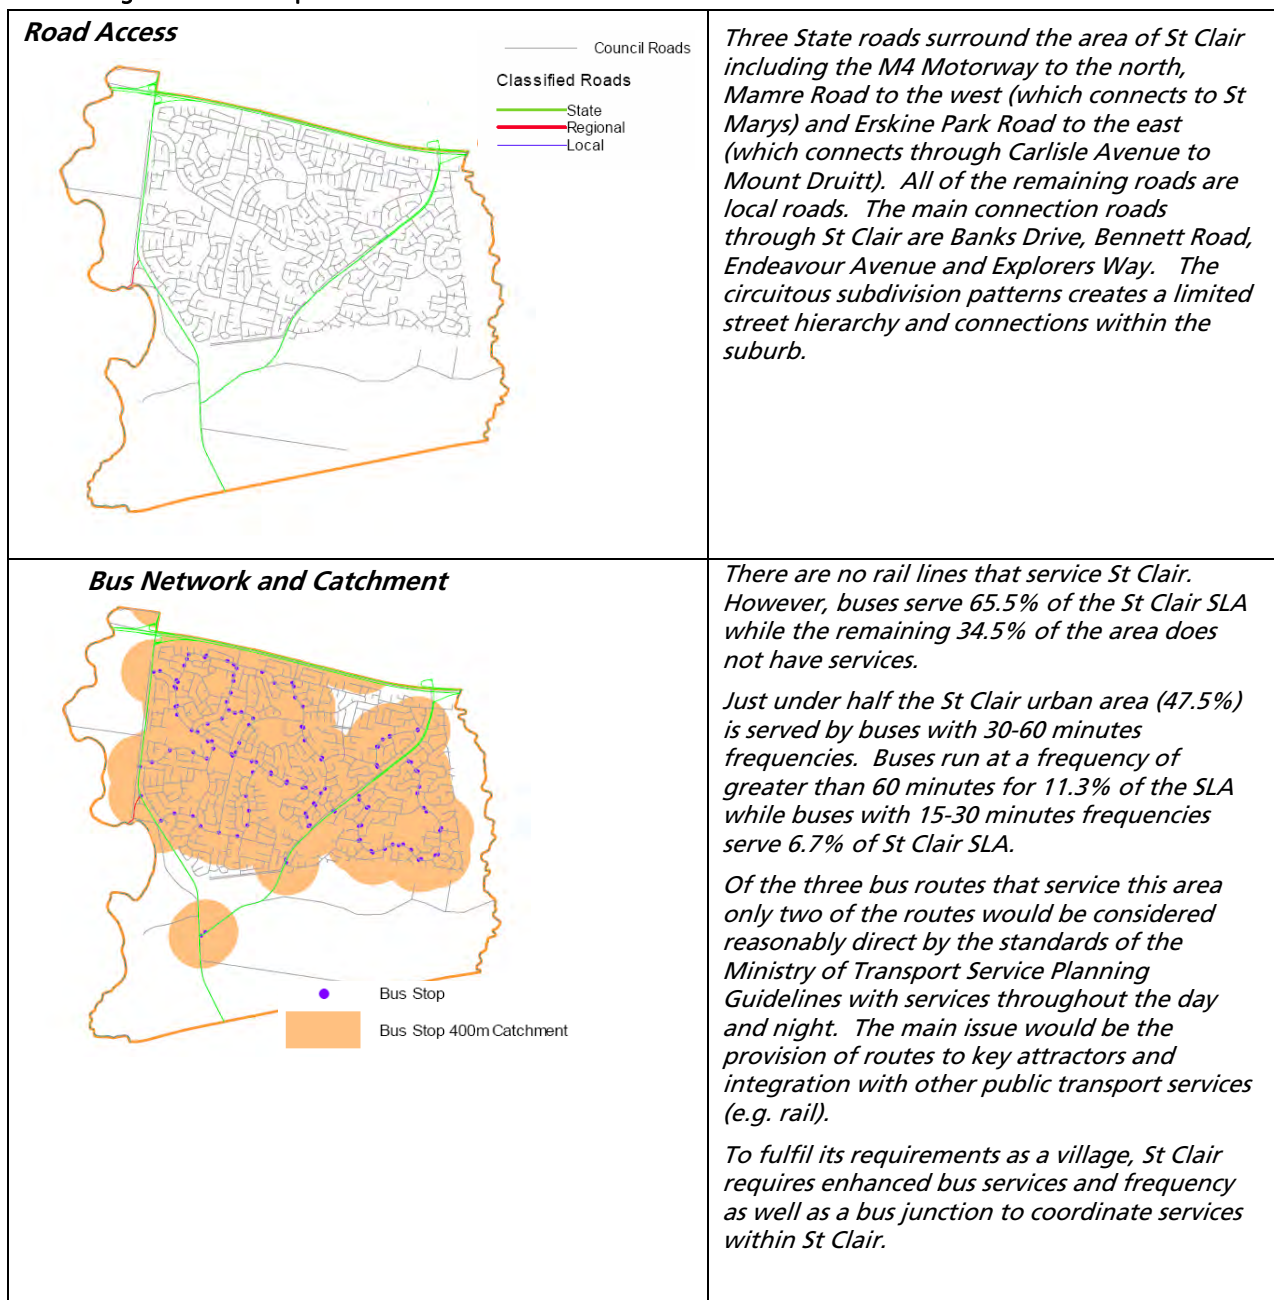 Road Access
Council Roads
Classified Roads
State
Regional
Local
Three State roads surround the area of St Clair
including the M4 Motorway to the north,
Mamre Road to the west (which connects to St
Marys) and Erskine Park Road to the east
(which connects through Carlisle Avenue to
Mount Druitt).  All of the remaining roads are
local roads.  The main connection roads
through St Clair are Banks Drive, Bennett Road,
Endeavour Avenue and Explorers Way.   The
circuitous subdivision patterns creates a limited
street hierarchy and connections within the
suburb.
Bus Network and Catchment
Bus Stop
Bus Stop 400m Catchment
There are no rail lines that service St Clair.
However, buses serve 65.5% of the St Clair SLA
while the remaining 34.5% of the area does
not have services.
Just under half the St Clair urban area (47.5%)
is served by buses with 30-60 minutes
frequencies.  Buses run at a frequency of
greater than 60 minutes for 11.3% of the SLA
while buses with 15-30 minutes frequencies
serve 6.7% of St Clair SLA.
Of the three bus routes that service this area
only two of the routes would be considered
reasonably direct by the standards of the
Ministry of Transport Service Planning
Guidelines with services throughout the day
and night.  The main issue would be the
provision of routes to key attractors and
integration with other public transport services
(e.g. rail).
To fulfil its requirements as a village, St Clair
requires enhanced bus services and frequency
as well as a bus junction to coordinate services
within St Clair.